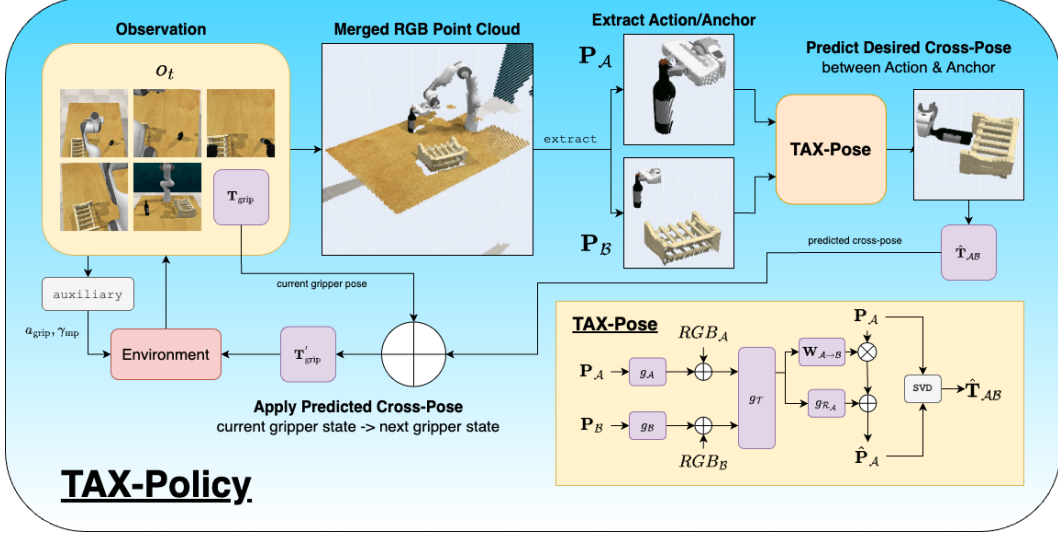 Observation
Merged RGB Point Cloud
Extract Action/Anchor
Predict Desired Cross-Pose
between Action & Anchor
o_t
P_𝒜
T_grip
extract
TAX-Pose
P_ℬ
predicted cross-pose
T̂_𝒜ℬ
current gripper pose
auxiliary
a_grip, γ_mp
Environment
T′_grip
Apply Predicted Cross-Pose
current gripper state -> next gripper state
TAX-Policy
TAX-Pose
RGB_𝒜
P_𝒜
P_𝒜
g_𝒜
W_𝒜→ℬ
g_𝒯
SVD
T̂_𝒜ℬ
g_ℛ_𝒜
P_ℬ
g_ℬ
RGB_ℬ
P̂_𝒜